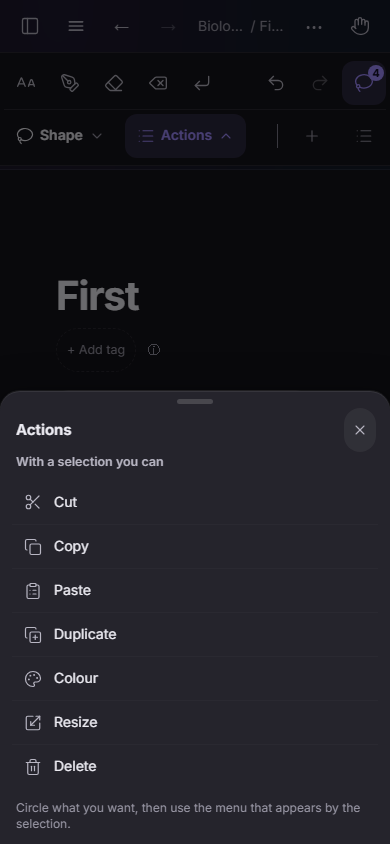 Biolo... / Fi...
AA
4
Shape
Actions
First
+ Add tag
Actions
With a selection you can
Cut
Copy
Paste
Duplicate
Colour
Resize
Delete
Circle what you want, then use the menu that appears by the
selection.